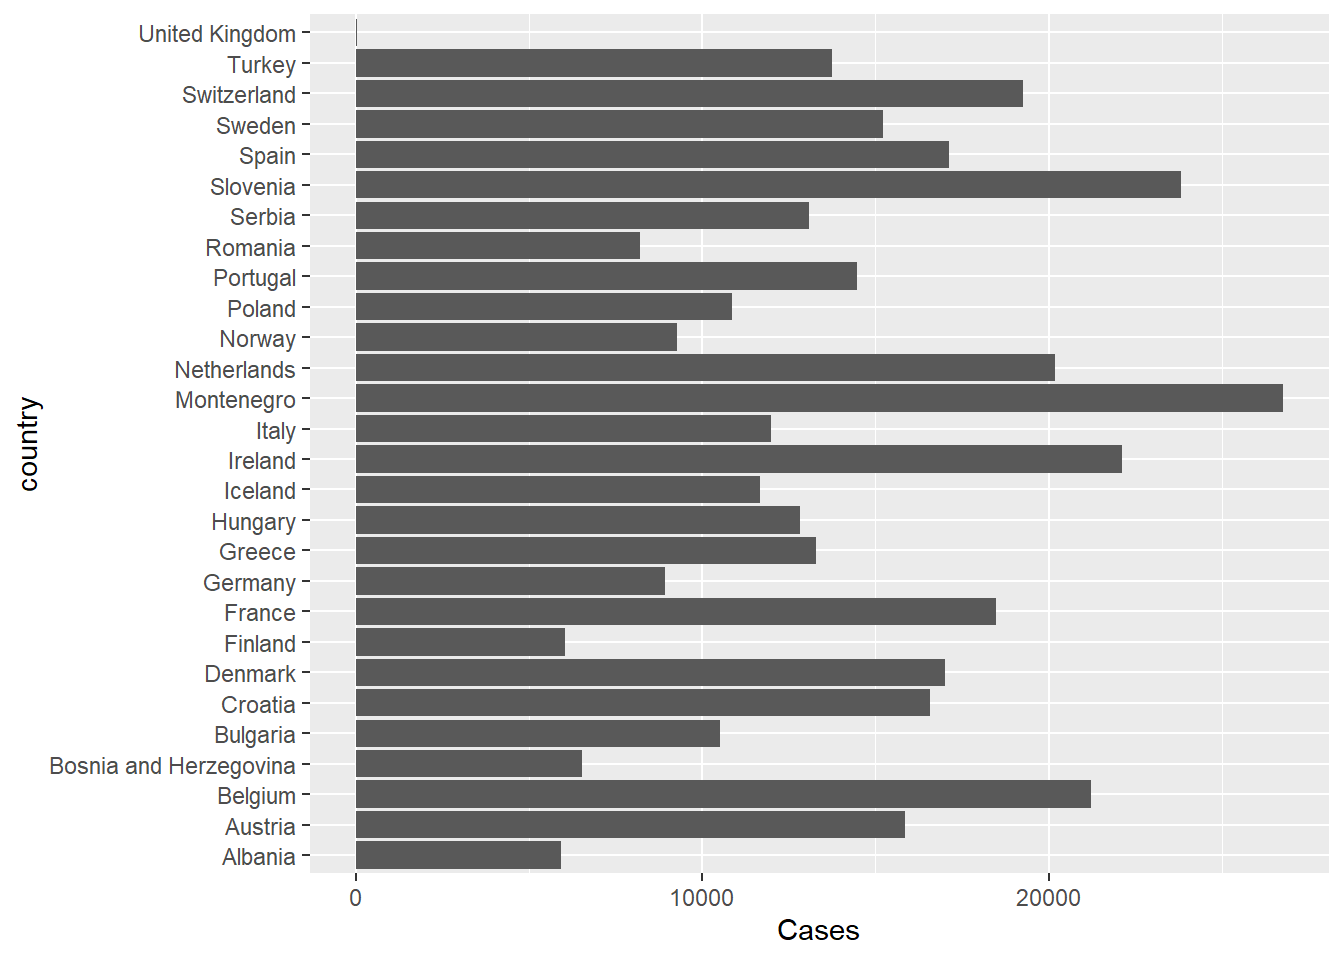 United Kingdom
Turkey
Switzerland
Sweden
Spain
Slovenia
Serbia
Romania
Portugal
Poland
Norway
Netherlands
Montenegro
Italy
Ireland
Iceland
Hungary
Greece
Germany
France
Finland
Denmark
Croatia
Bulgaria
Bosnia and Herzegovina
Belgium
Austria
Albania
country
0 10000 20000
Cases